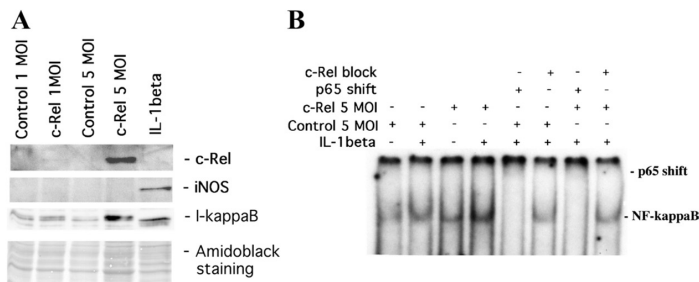 A
Control 1 MOI
c-Rel 1MOI
Control 5 MOI
c-Rel 5 MOI
IL-1beta
- c-Rel
- iNOS
- I-kappaB
- Amidoblack
staining
B
c-Rel block - + - +
p65 shift + - + -
c-Rel 5 MOI - - + + - - + +
Control 5 MOI + + - - + + - -
IL-1beta - + - + + + + +
- p65 shift
- NF-kappaB